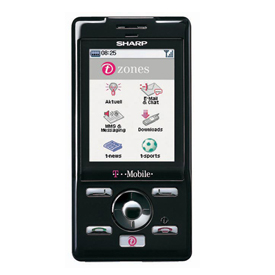 SHARP
08:25
zones
Aktuell
E-Mail
& Chat
MMS &
Messaging
Downloads
t-news
t-sports
T··Mobile·